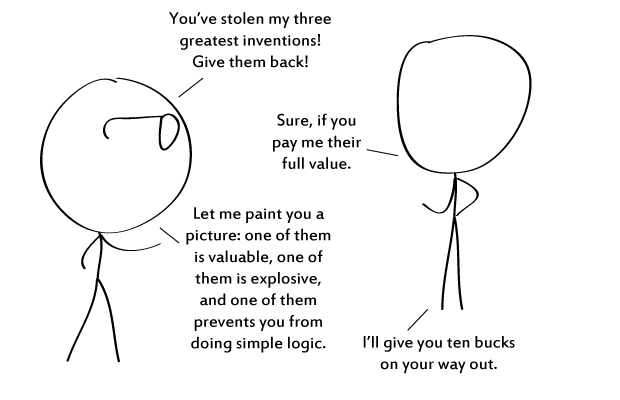 You've stolen my three
greatest inventions!
Give them back!
Sure, if you
pay me their
full value.
Let me paint you a
picture: one of them
is valuable, one of
them is explosive,
and one of them
prevents you from
doing simple logic.
I'll give you ten bucks
on your way out.